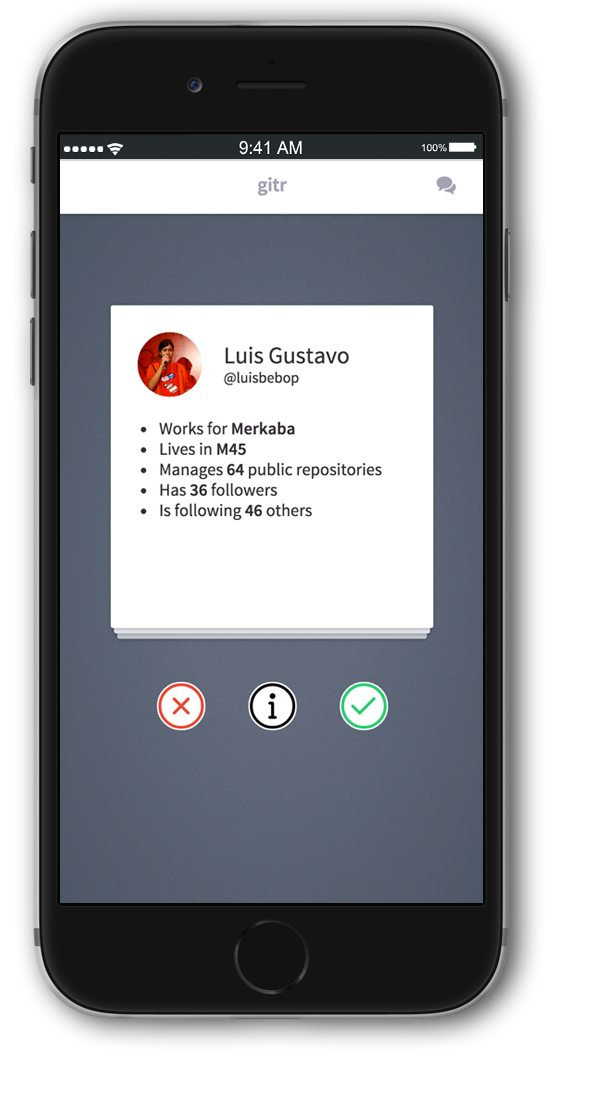 9:41 AM
100%
gitr
Luis Gustavo
@luisbebop
• Works for Merkaba
• Lives in M45
• Manages 64 public repositories
• Has 36 followers
• Is following 46 others